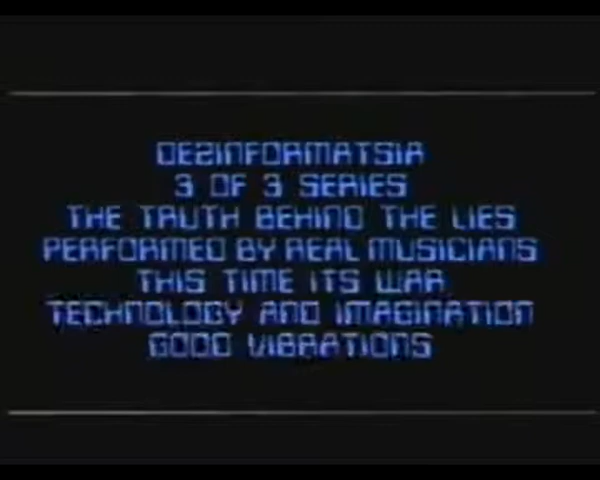 DEZINFORMATSIA
3 OF 3 SERIES
THE TRUTH BEHIND THE LIES
PERFORMED BY REAL MUSICIANS
THIS TIME ITS WAR
TECHNOLOGY AND IMAGINATION
GOOD VIBRATIONS